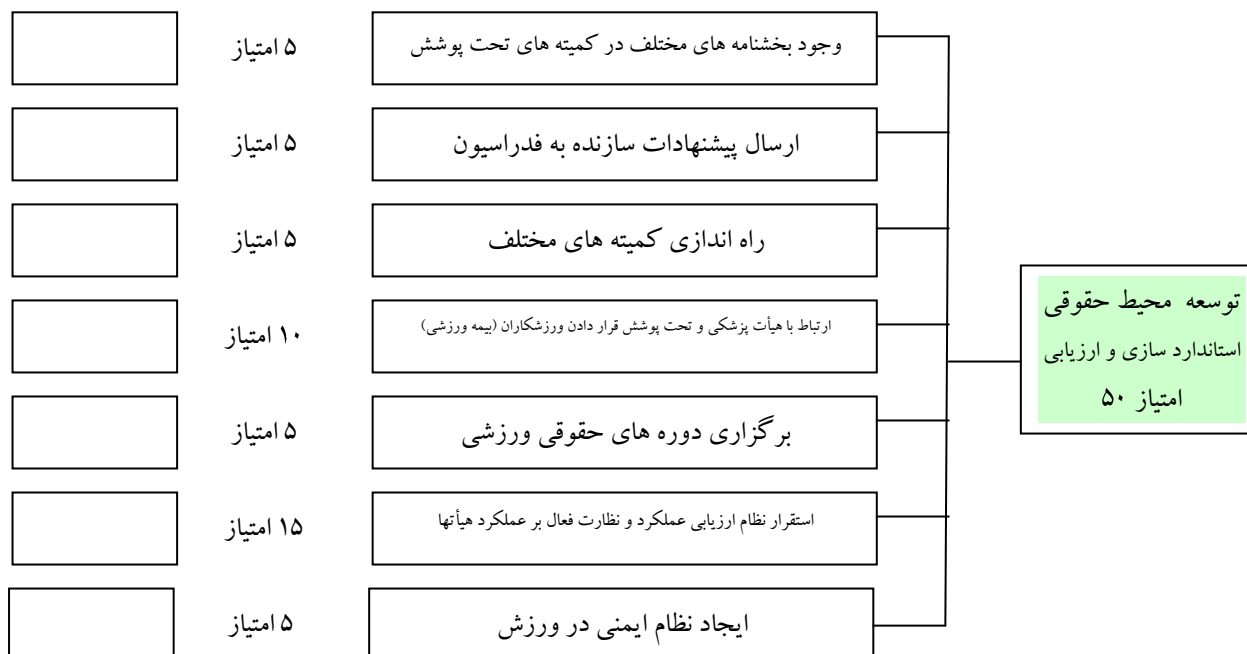 توسعه محیط حقوقی
استاندارد سازی و ارزیابی
امتیاز ۵۰
وجود بخشنامه های مختلف در کمیته های تحت پوشش
۵ امتیاز
ارسال پیشنهادات سازنده به فدراسیون
۵ امتیاز
راه اندازی کمیته های مختلف
۵ امتیاز
ارتباط با هیأت پزشکی و تحت پوشش قرار دادن ورزشکاران (بیمه ورزشی)
۱۰ امتیاز
برگزاری دوره های حقوقی ورزشی
۵ امتیاز
استقرار نظام ارزیابی عملکرد و نظارت فعال بر عملکرد هیأتها
۱۵ امتیاز
ایجاد نظام ایمنی در ورزش
۵ امتیاز